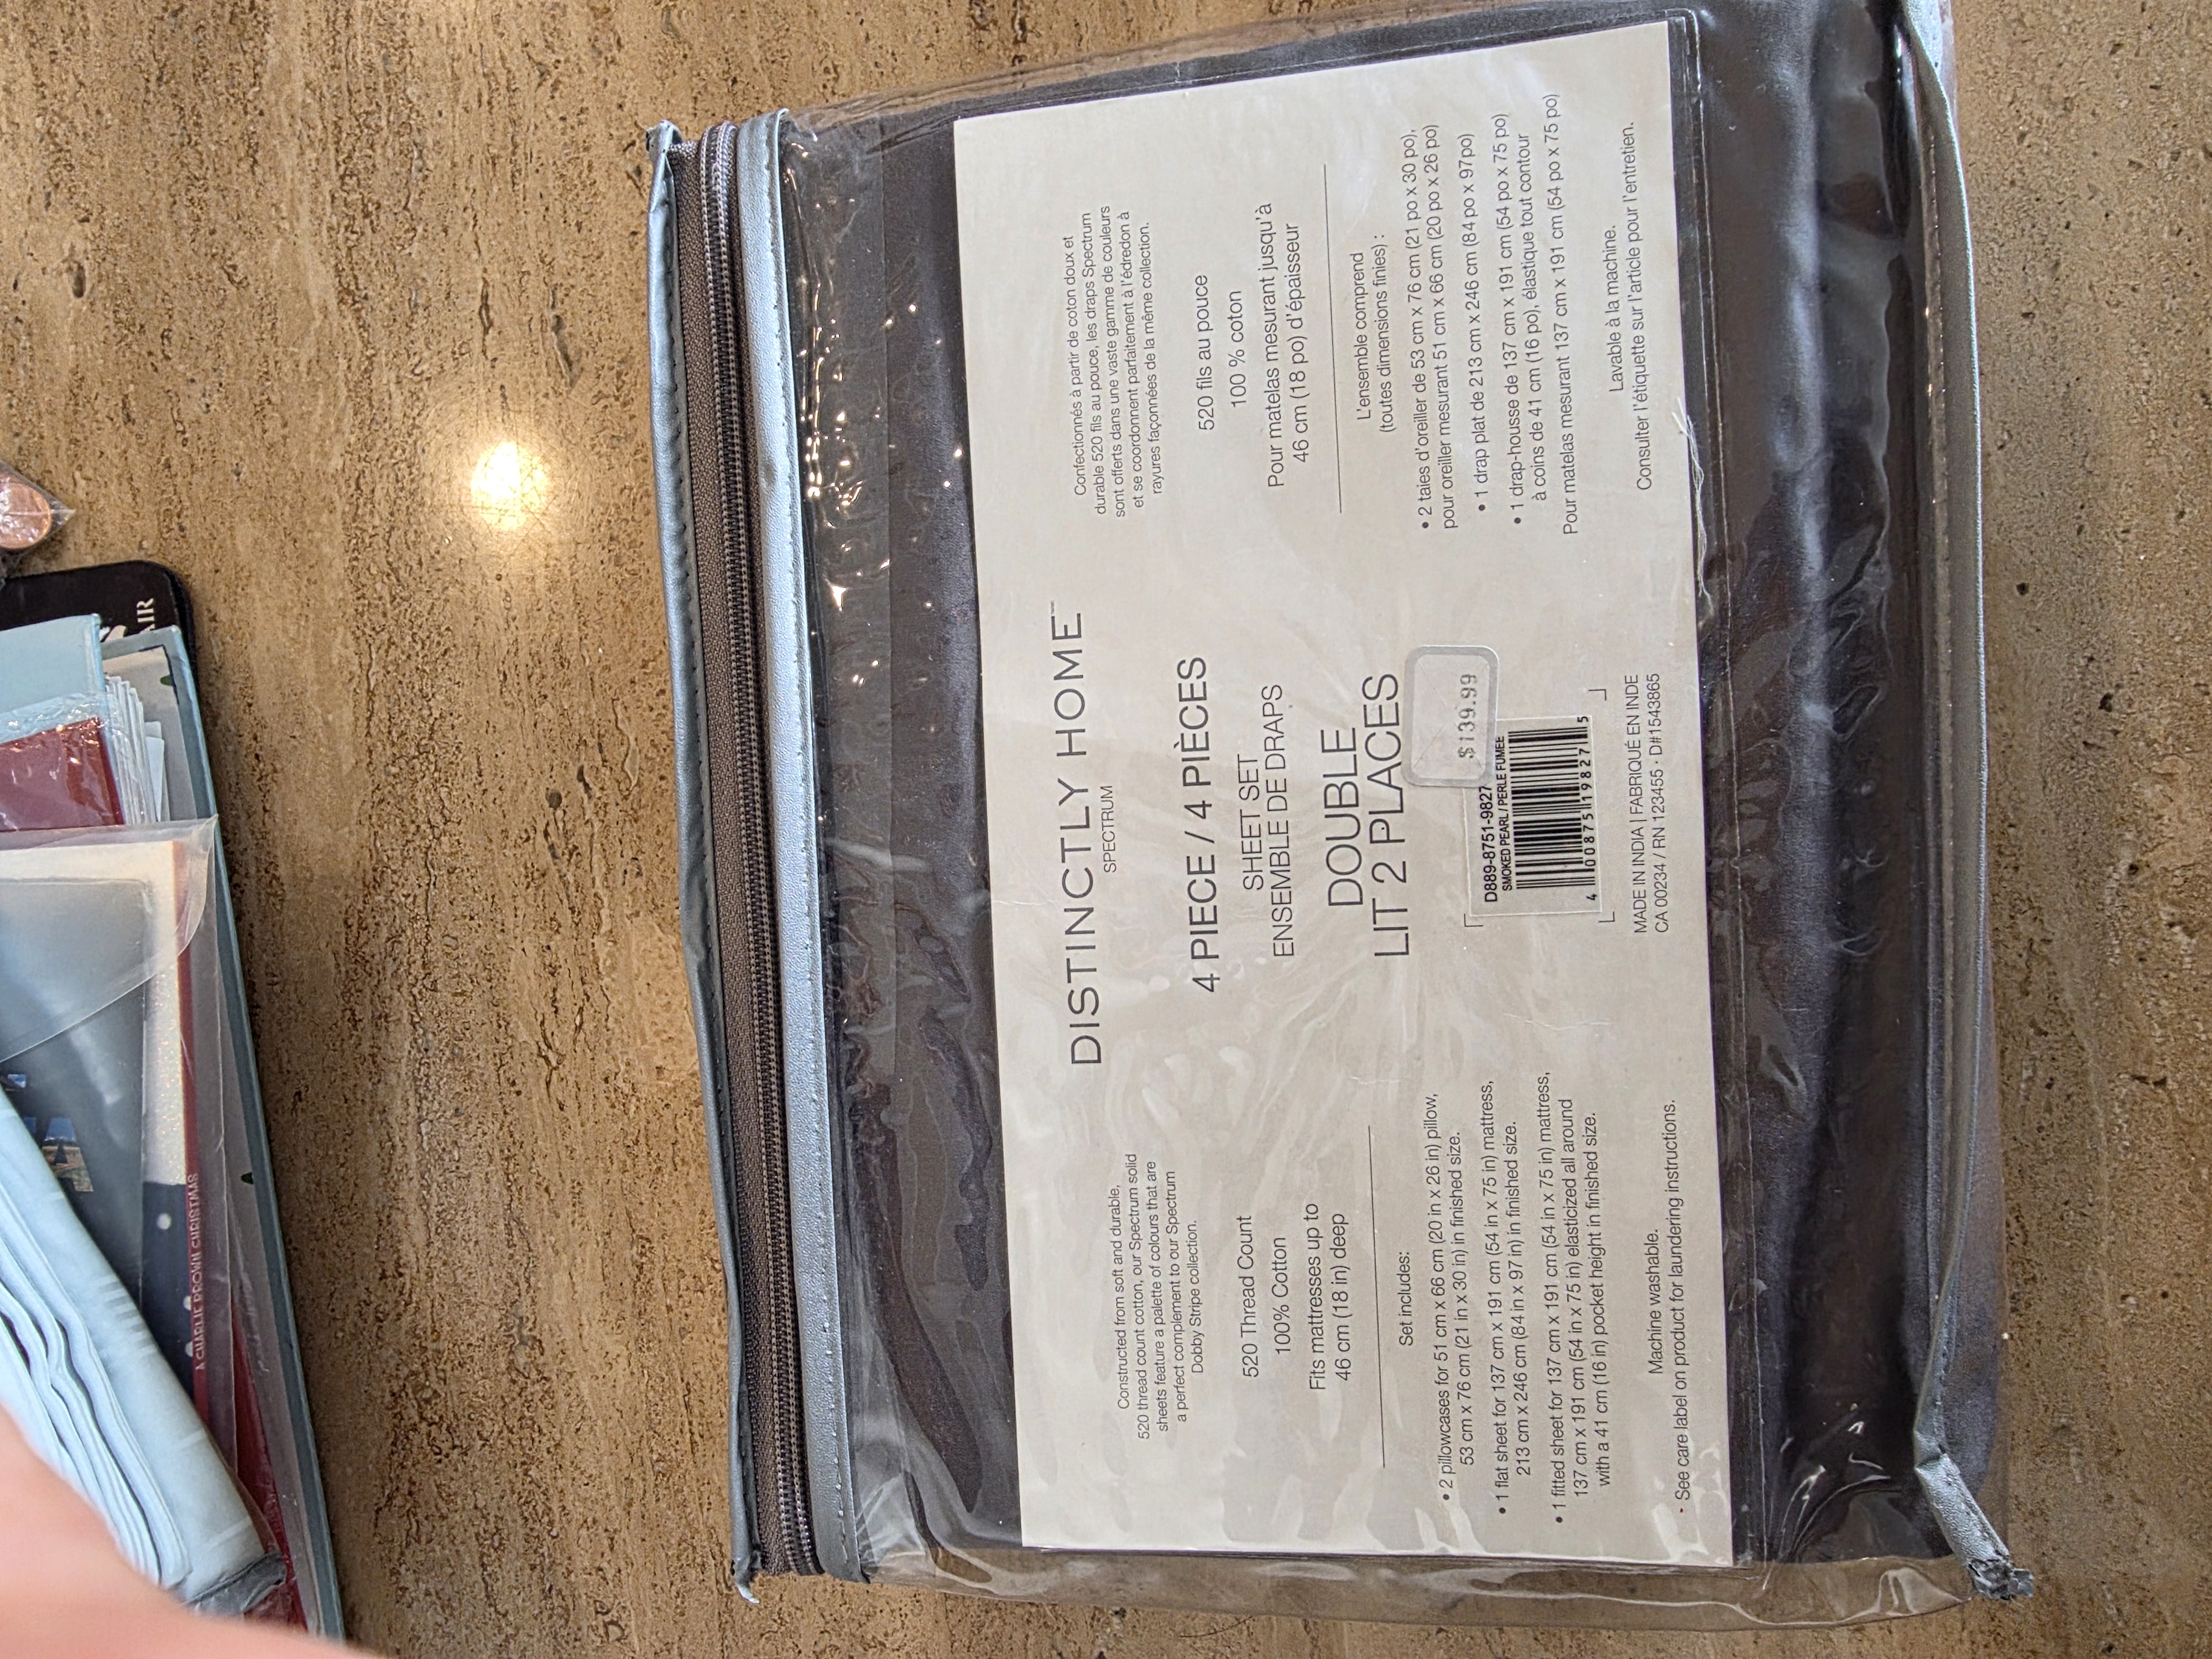 DISTINCTLY HOME™
SPECTRUM
4 PIECE / 4 PIÈCES
SHEET SET
ENSEMBLE DE DRAPS
DOUBLE
LIT 2 PLACES
$139.99
D889-8751-9827
SMOKED PEARL / PERLE FUMEE
4 00875 19827 5
MADE IN INDIA | FABRIQUÉ EN INDE
CA 00234 / RN 123455 · D#1543865
Constructed from soft and durable,
520 thread count cotton, our Spectrum solid
sheets feature a palette of colours that are
a perfect complement to our Spectrum
Dobby Stripe collection.
520 Thread Count
100% Cotton
Fits mattresses up to
46 cm (18 in) deep
Set includes:
• 2 pillowcases for 51 cm x 66 cm (20 in x 26 in) pillow,
53 cm x 76 cm (21 in x 30 in) in finished size.
• 1 flat sheet for 137 cm x 191 cm (54 in x 75 in) mattress,
213 cm x 246 cm (84 in x 97 in) in finished size.
• 1 fitted sheet for 137 cm x 191 cm (54 in x 75 in) mattress,
137 cm x 191 cm (54 in x 75 in) elasticized all around
with a 41 cm (16 in) pocket height in finished size.
Machine washable.
See care label on product for laundering instructions.
Confectionnés à partir de coton doux et
durable 520 fils au pouce, les draps Spectrum
sont offerts dans une vaste gamme de couleurs
et se coordonnent parfaitement à l'édredon à
rayures façonnées de la même collection.
520 fils au pouce
100 % coton
Pour matelas mesurant jusqu'à
46 cm (18 po) d'épaisseur
L'ensemble comprend
(toutes dimensions finies) :
• 2 taies d'oreiller de 53 cm x 76 cm (21 po x 30 po),
pour oreiller mesurant 51 cm x 66 cm (20 po x 26 po)
• 1 drap plat de 213 cm x 246 cm (84 po x 97po)
• 1 drap-housse de 137 cm x 191 cm (54 po x 75 po)
à coins de 41 cm (16 po), élastique tout contour
Pour matelas mesurant 137 cm x 191 cm (54 po x 75 po)
Lavable à la machine.
Consulter l'étiquette sur l'article pour l'entretien.
A CHARLIE BROWN CHRISTMAS
AIR